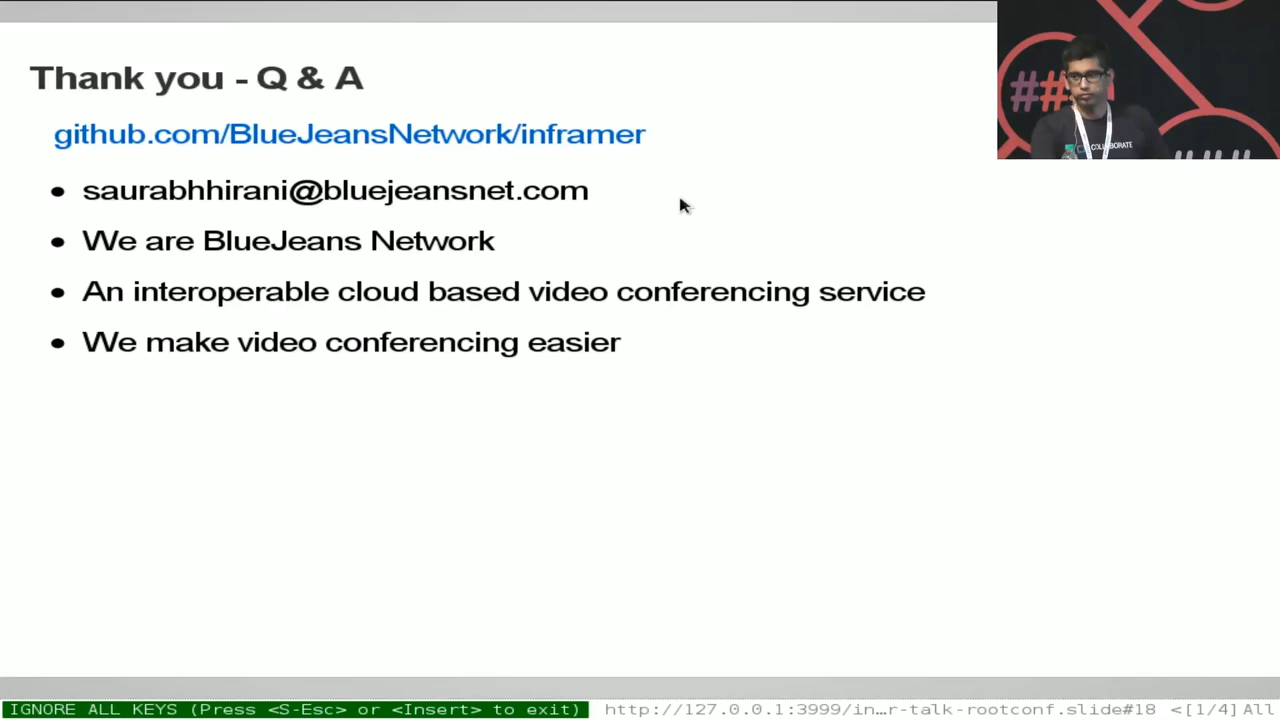 Thank you - Q & A
github.com/BlueJeansNetwork/inframer
saurabhhirani@bluejeansnet.com
We are BlueJeans Network
An interoperable cloud based video conferencing service
We make video conferencing easier
##
COLLABORATE
###
IGNORE ALL KEYS (Press <S-Esc> or <Insert> to exit) http://127.0.0.1:3999/in…r-talk-rootconf.slide#18 <[1/4]All